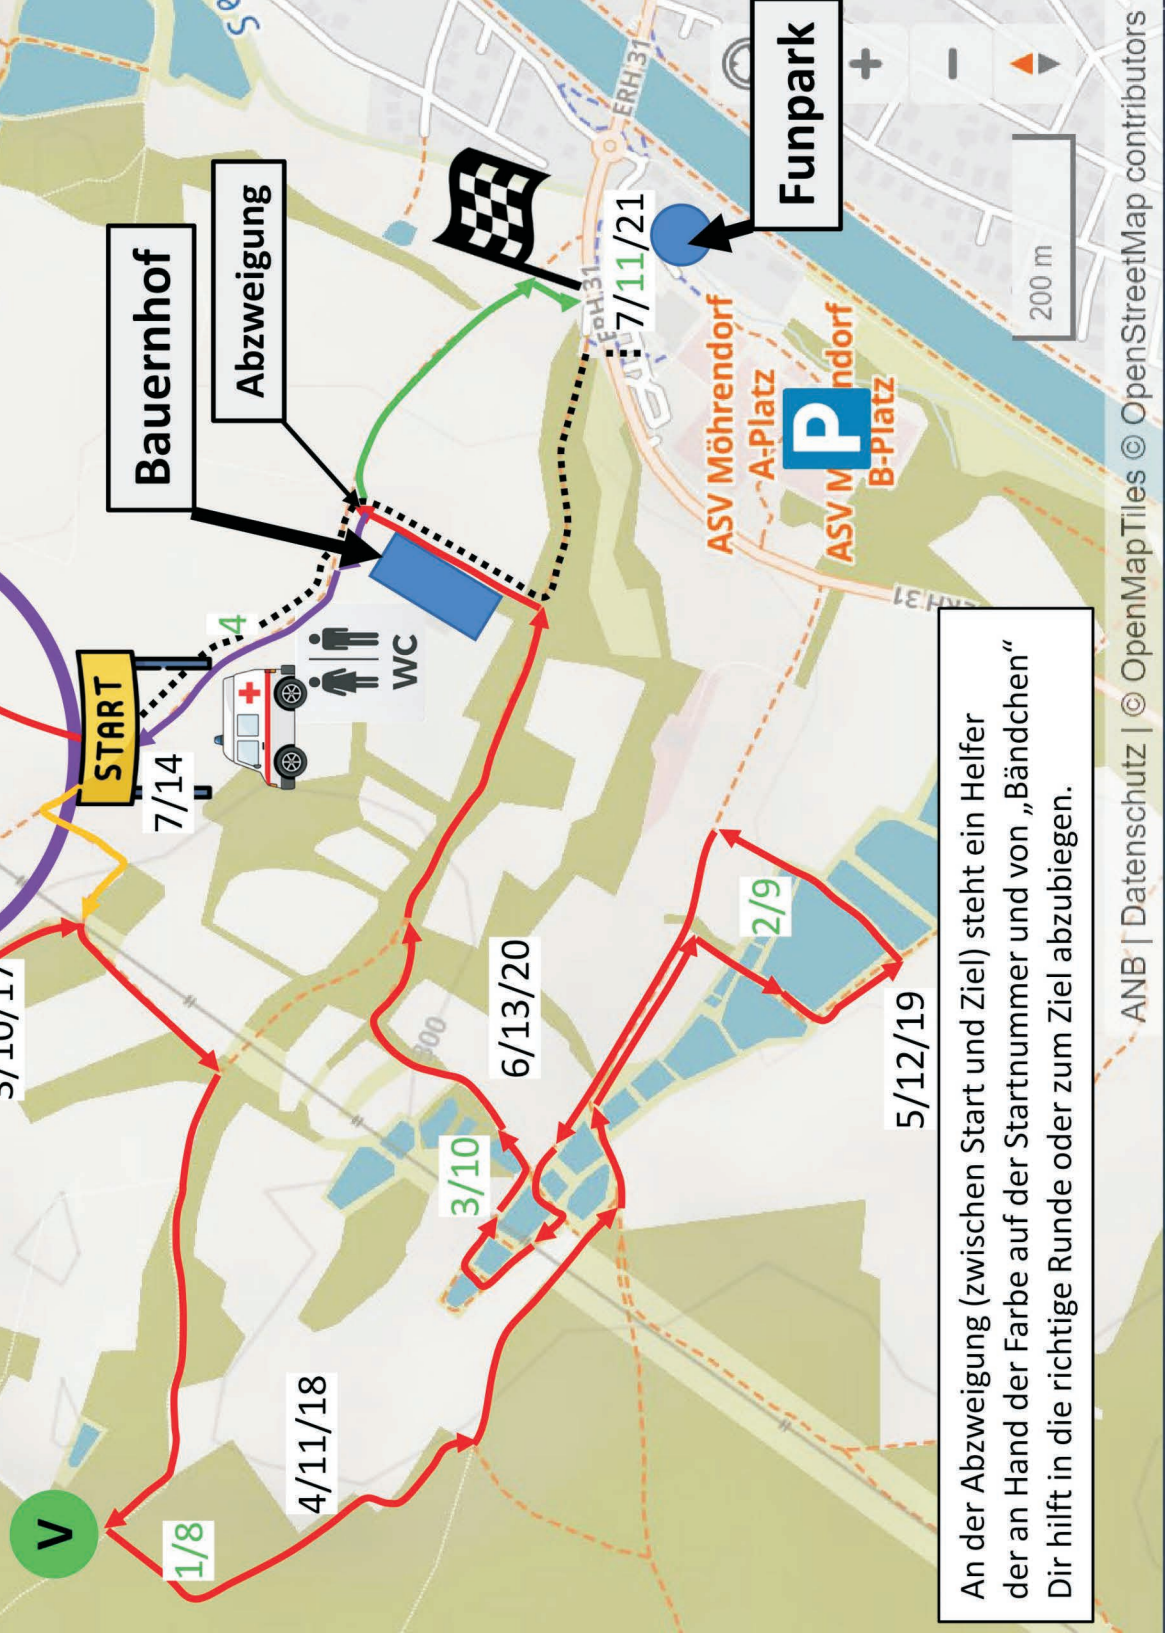 Bauernhof
Abzweigung
START
7/14
4
WC
V
1/8
4/11/18
3/10
6/13/20
2/9
5/12/19
7/11/21
Funpark
P
ASV Möhrendorf
A-Platz
B-Platz
ERH 31
300
200 m
+
−
An der Abzweigung (zwischen Start und Ziel) steht ein Helfer
der an Hand der Farbe auf der Startnummer und von „Bändchen“
Dir hilft in die richtige Runde oder zum Ziel abzubiegen.
ANB | Datenschutz | © OpenMapTiles © OpenStreetMap contributors